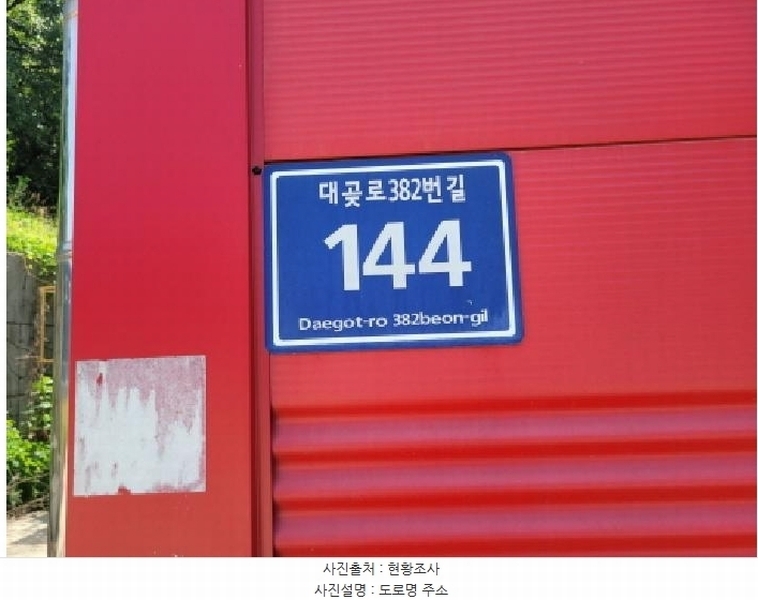 대곶로382번길
144
Daegot-ro 382beon-gil
사진출처 : 현황조사
사진설명 : 도로명 주소